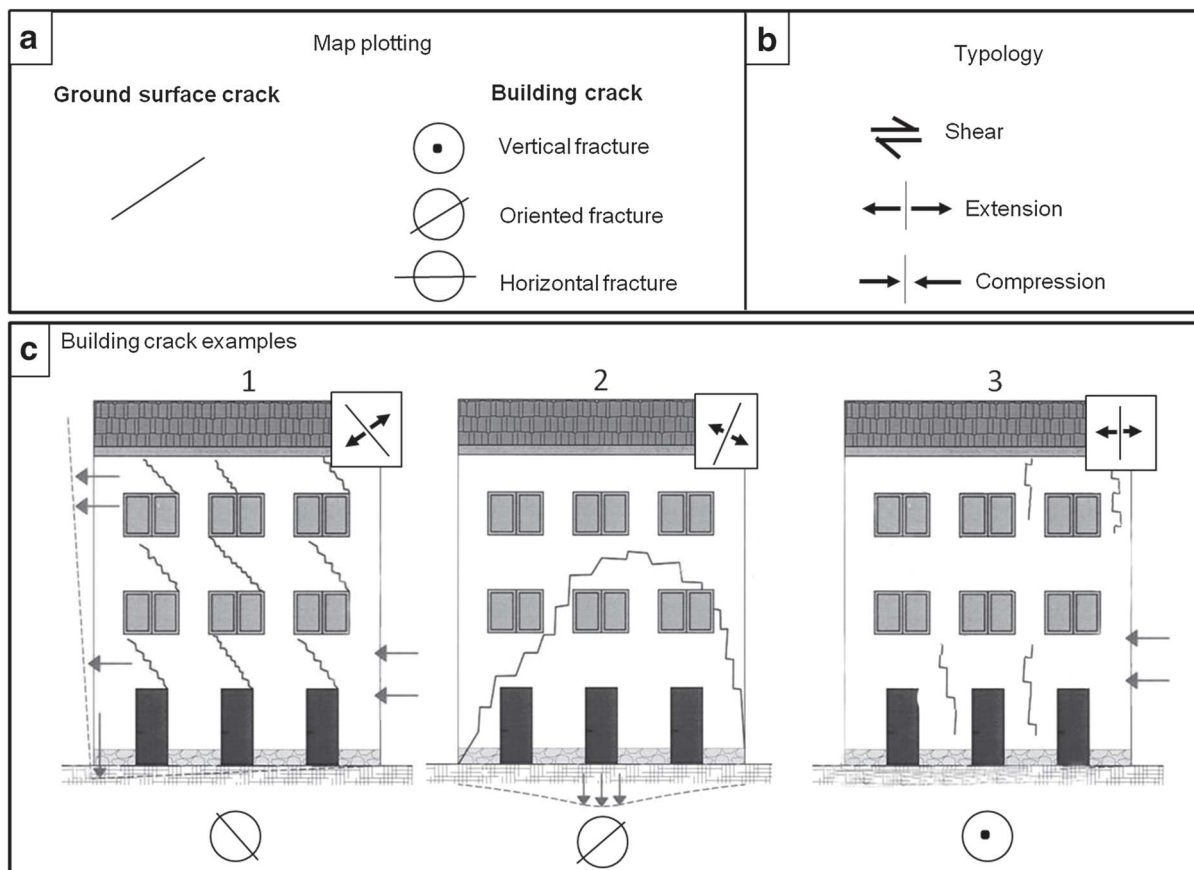 a
Map plotting
Ground surface crack
Building crack
Vertical fracture
Oriented fracture
Horizontal fracture
b
Typology
Shear
Extension
Compression
c
Building crack examples
1
2
3